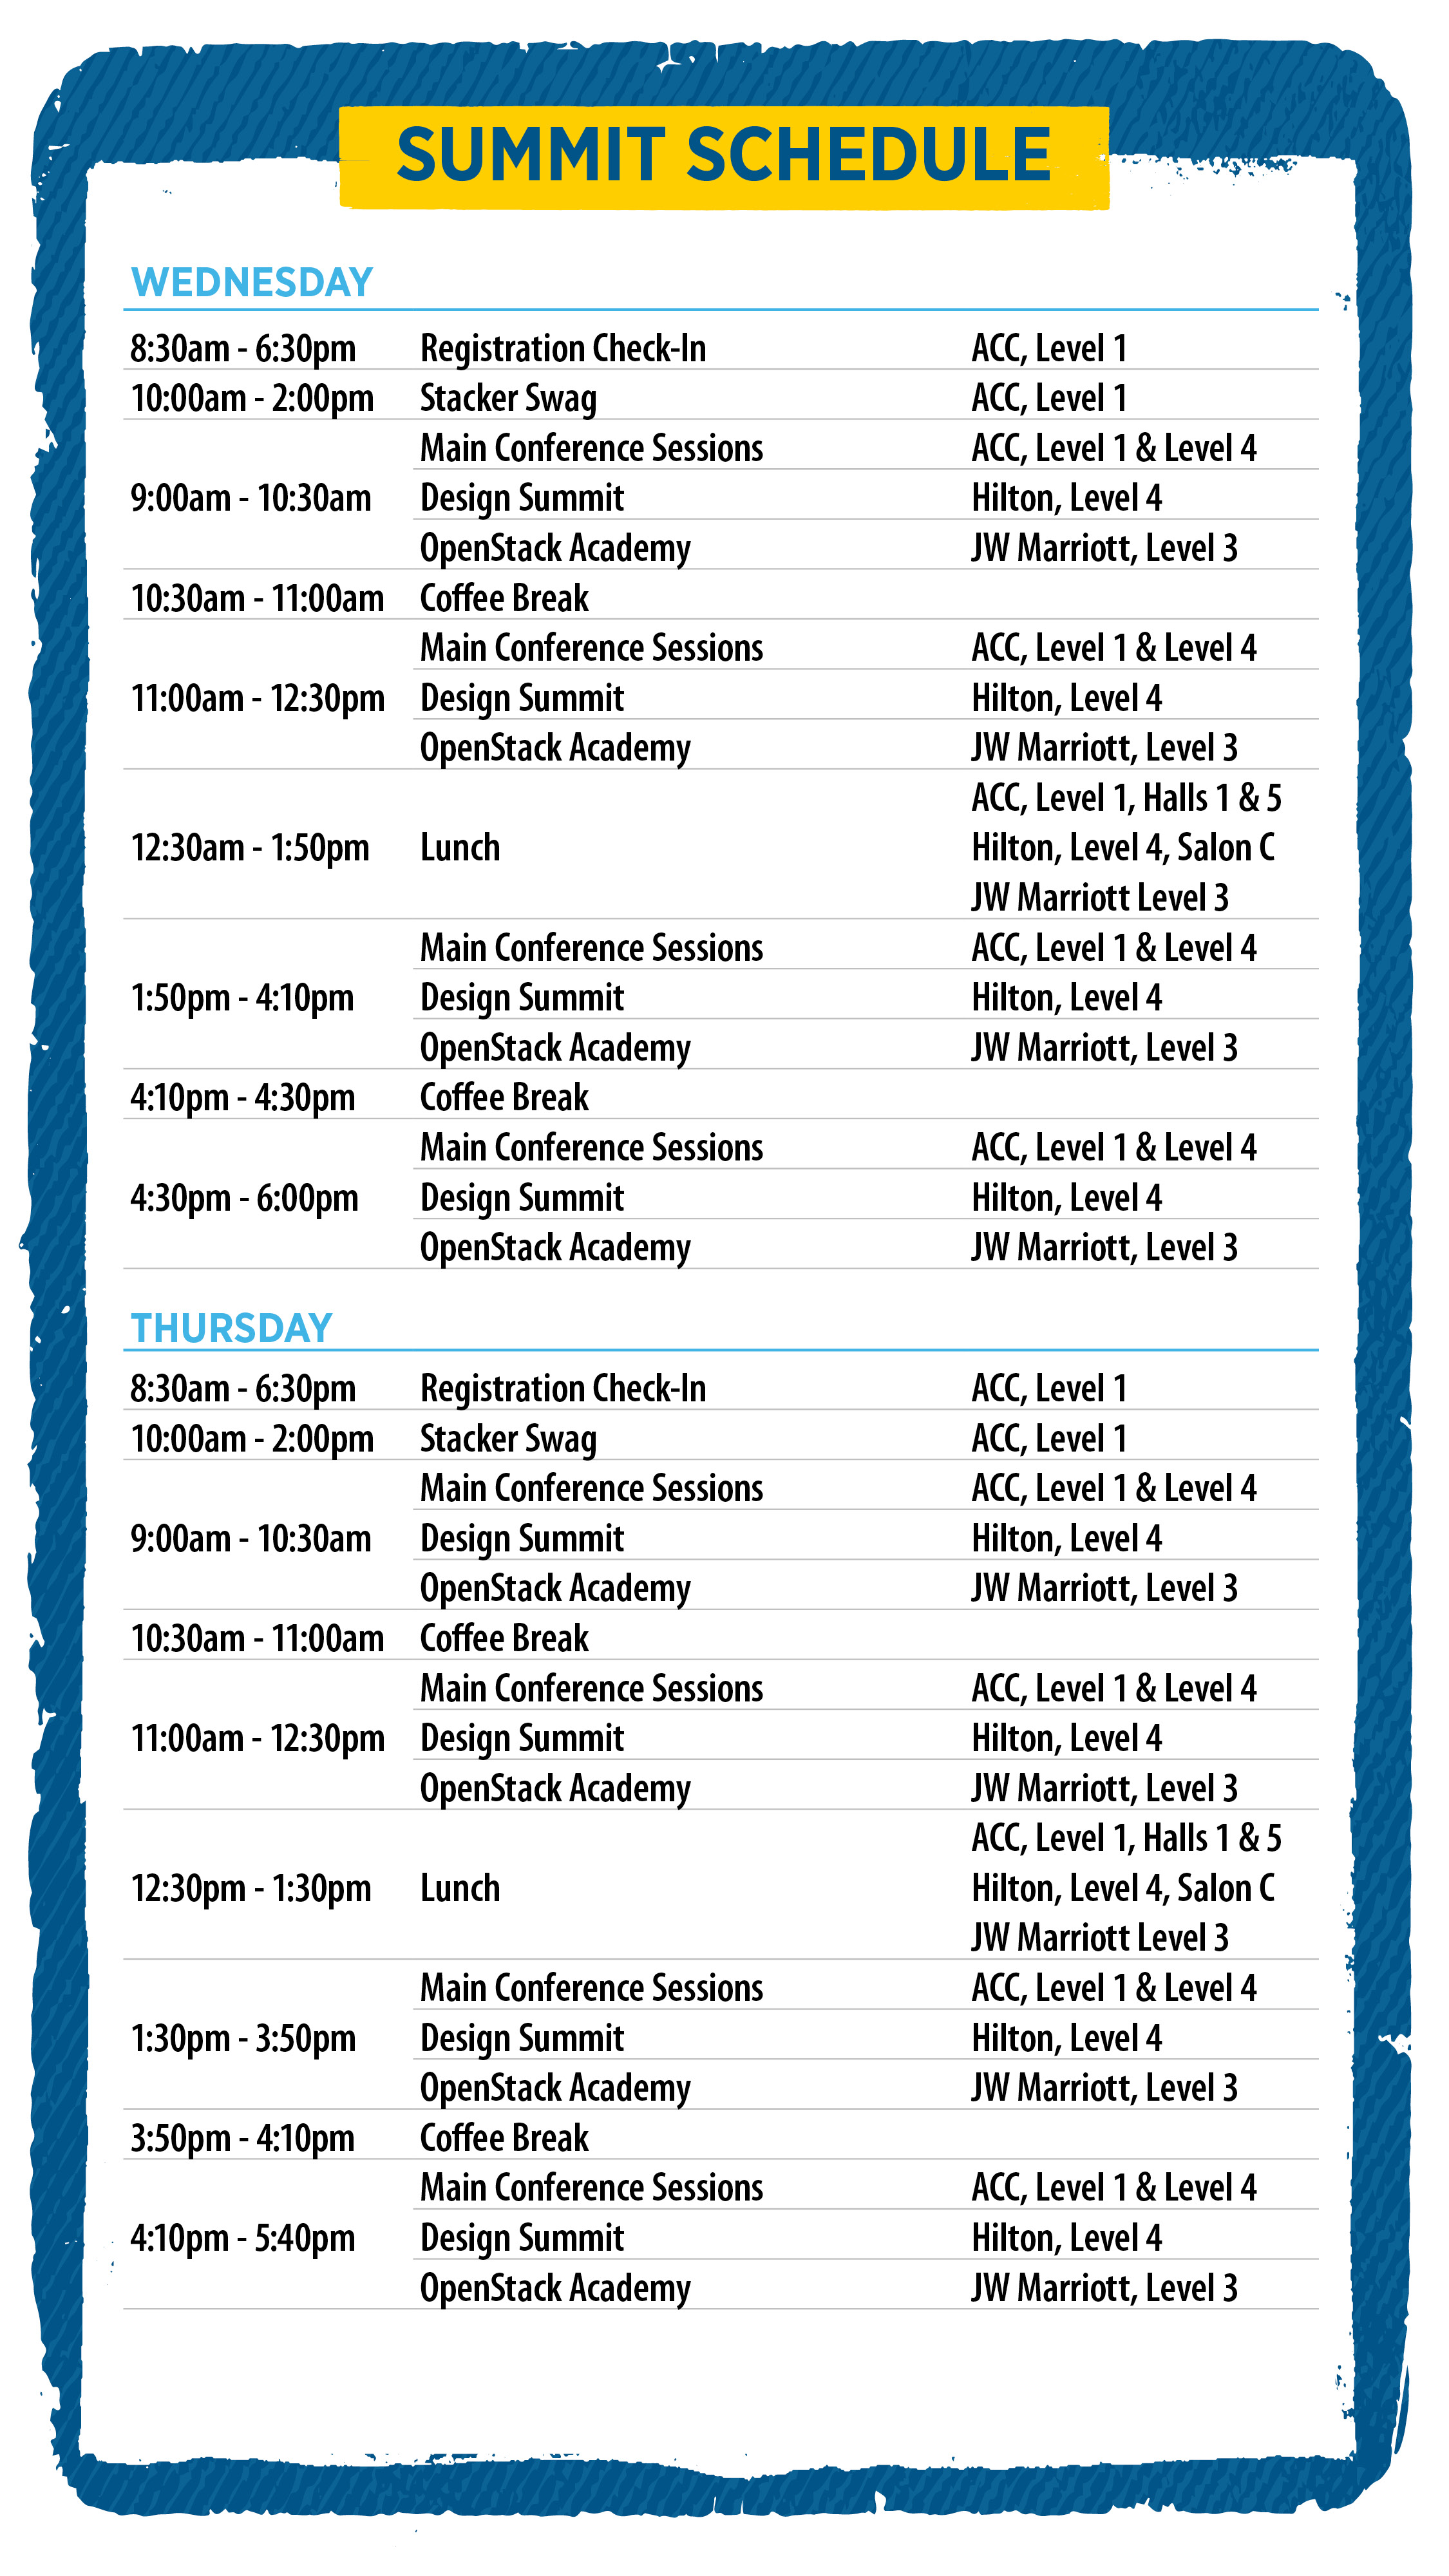 SUMMIT SCHEDULE
WEDNESDAY
8:30am - 6:30pm Registration Check-In ACC, Level 1
10:00am - 2:00pm Stacker Swag ACC, Level 1
Main Conference Sessions ACC, Level 1 & Level 4
9:00am - 10:30am Design Summit Hilton, Level 4
OpenStack Academy JW Marriott, Level 3
10:30am - 11:00am Coffee Break
Main Conference Sessions ACC, Level 1 & Level 4
11:00am - 12:30pm Design Summit Hilton, Level 4
OpenStack Academy JW Marriott, Level 3
ACC, Level 1, Halls 1 & 5
12:30am - 1:50pm Lunch Hilton, Level 4, Salon C
JW Marriott Level 3
Main Conference Sessions ACC, Level 1 & Level 4
1:50pm - 4:10pm Design Summit Hilton, Level 4
OpenStack Academy JW Marriott, Level 3
4:10pm - 4:30pm Coffee Break
Main Conference Sessions ACC, Level 1 & Level 4
4:30pm - 6:00pm Design Summit Hilton, Level 4
OpenStack Academy JW Marriott, Level 3
THURSDAY
8:30am - 6:30pm Registration Check-In ACC, Level 1
10:00am - 2:00pm Stacker Swag ACC, Level 1
Main Conference Sessions ACC, Level 1 & Level 4
9:00am - 10:30am Design Summit Hilton, Level 4
OpenStack Academy JW Marriott, Level 3
10:30am - 11:00am Coffee Break
Main Conference Sessions ACC, Level 1 & Level 4
11:00am - 12:30pm Design Summit Hilton, Level 4
OpenStack Academy JW Marriott, Level 3
ACC, Level 1, Halls 1 & 5
12:30pm - 1:30pm Lunch Hilton, Level 4, Salon C
JW Marriott Level 3
Main Conference Sessions ACC, Level 1 & Level 4
1:30pm - 3:50pm Design Summit Hilton, Level 4
OpenStack Academy JW Marriott, Level 3
3:50pm - 4:10pm Coffee Break
Main Conference Sessions ACC, Level 1 & Level 4
4:10pm - 5:40pm Design Summit Hilton, Level 4
OpenStack Academy JW Marriott, Level 3